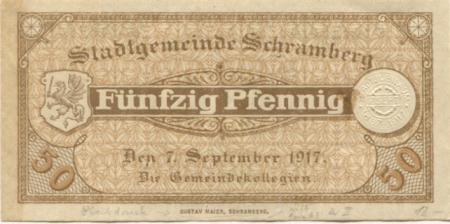 Stadtgemeinde Schramberg
Fünfzig Pfennig
Den 7. September 1917.
Die Gemeindekollegien.
50
50
GUSTAV MAIER, SCHRAMBERG.